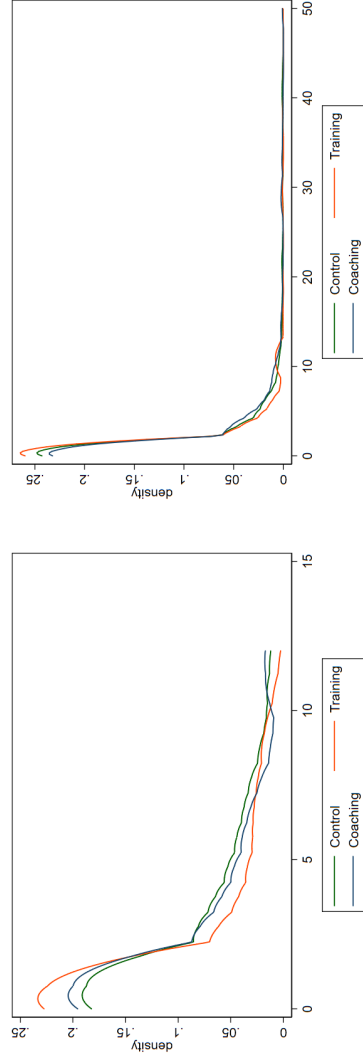 .25
.2
.15
.1
.05
0
density
0
5
10
15
Control
Training
Coaching
.25
.2
.15
.1
.05
0
density
0
10
20
30
40
50
Control
Training
Coaching